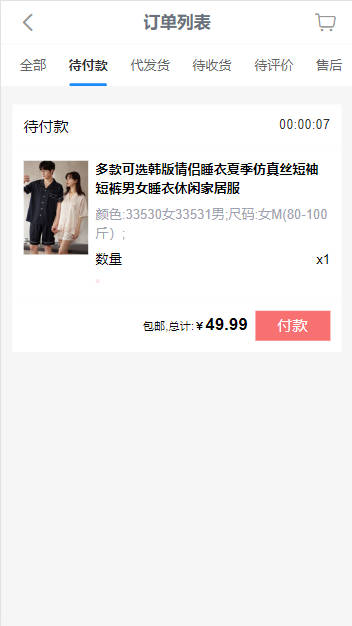 订单列表
全部 待付款 代发货 待收货 待评价 售后
待付款 00:00:07
多款可选韩版情侣睡衣夏季仿真丝短袖
短裤男女睡衣休闲家居服
颜色:33530女33531男;尺码:女M(80-100
斤）;
数量 x1
包邮,总计:￥49.99 付款